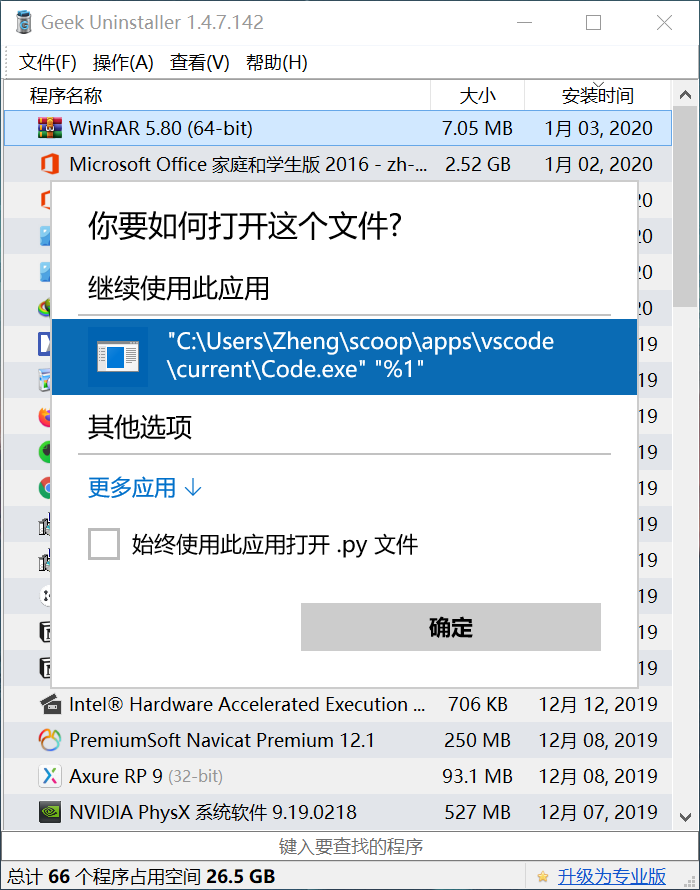 Geek Uninstaller 1.4.7.142
文件(F) 操作(A) 查看(V) 帮助(H)
程序名称 大小 安装时间
WinRAR 5.80 (64-bit) 7.05 MB 1月 03, 2020
Microsoft Office 家庭和学生版 2016 - zh-... 2.52 GB 1月 02, 2020
20
你要如何打开这个文件?
20
20
继续使用此应用
20
"C:\Users\Zheng\scoop\apps\vscode
19
\current\Code.exe" "%1"
19
其他选项
19
19
更多应用 ↓
19
19
始终使用此应用打开 .py 文件
19
19
确定
19
19
Intel® Hardware Accelerated Execution ... 706 KB 12月 12, 2019
PremiumSoft Navicat Premium 12.1 250 MB 12月 08, 2019
Axure RP 9 (32-bit) 93.1 MB 12月 08, 2019
NVIDIA PhysX 系统软件 9.19.0218 527 MB 12月 07, 2019
键入要查找的程序
总计 66 个程序占用空间 26.5 GB 升级为专业版